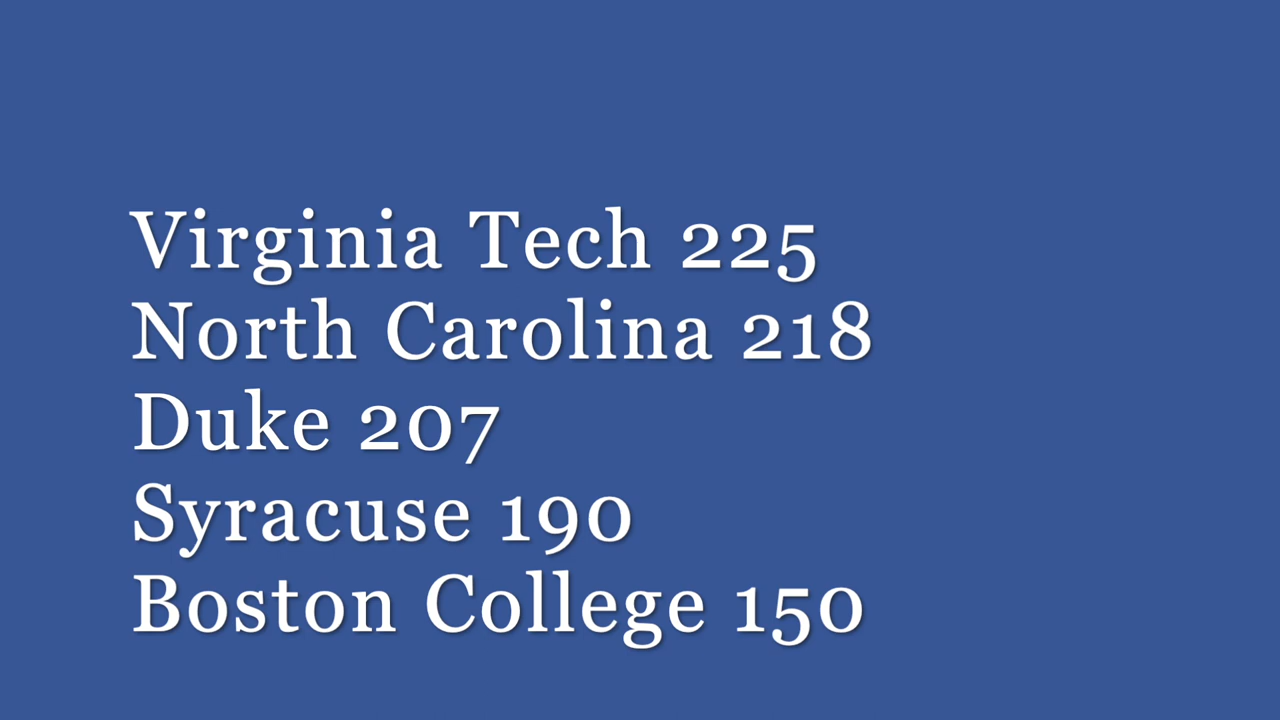 Virginia Tech 225
North Carolina 218
Duke 207
Syracuse 190
Boston College 150